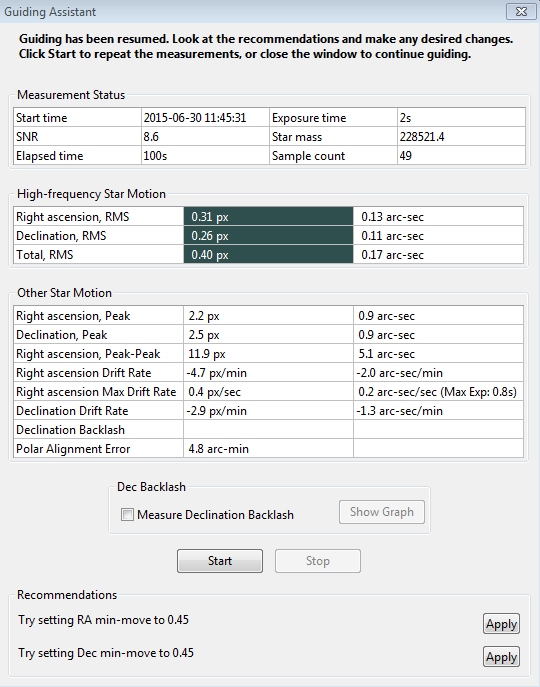 Guiding Assistant
Guiding has been resumed. Look at the recommendations and make any desired changes.
Click Start to repeat the measurements, or close the window to continue guiding.
Measurement Status
Start time 2015-06-30 11:45:31 Exposure time 2s
SNR 8.6 Star mass 228521.4
Elapsed time 100s Sample count 49
High-frequency Star Motion
Right ascension, RMS 0.31 px 0.13 arc-sec
Declination, RMS 0.26 px 0.11 arc-sec
Total, RMS 0.40 px 0.17 arc-sec
Other Star Motion
Right ascension, Peak 2.2 px 0.9 arc-sec
Declination, Peak 2.5 px 0.9 arc-sec
Right ascension, Peak-Peak 11.9 px 5.1 arc-sec
Right ascension Drift Rate -4.7 px/min -2.0 arc-sec/min
Right ascension Max Drift Rate 0.4 px/sec 0.2 arc-sec/sec (Max Exp: 0.8s)
Declination Drift Rate -2.9 px/min -1.3 arc-sec/min
Declination Backlash
Polar Alignment Error 4.8 arc-min
Dec Backlash
Measure Declination Backlash Show Graph
Start Stop
Recommendations
Try setting RA min-move to 0.45 Apply
Try setting Dec min-move to 0.45 Apply